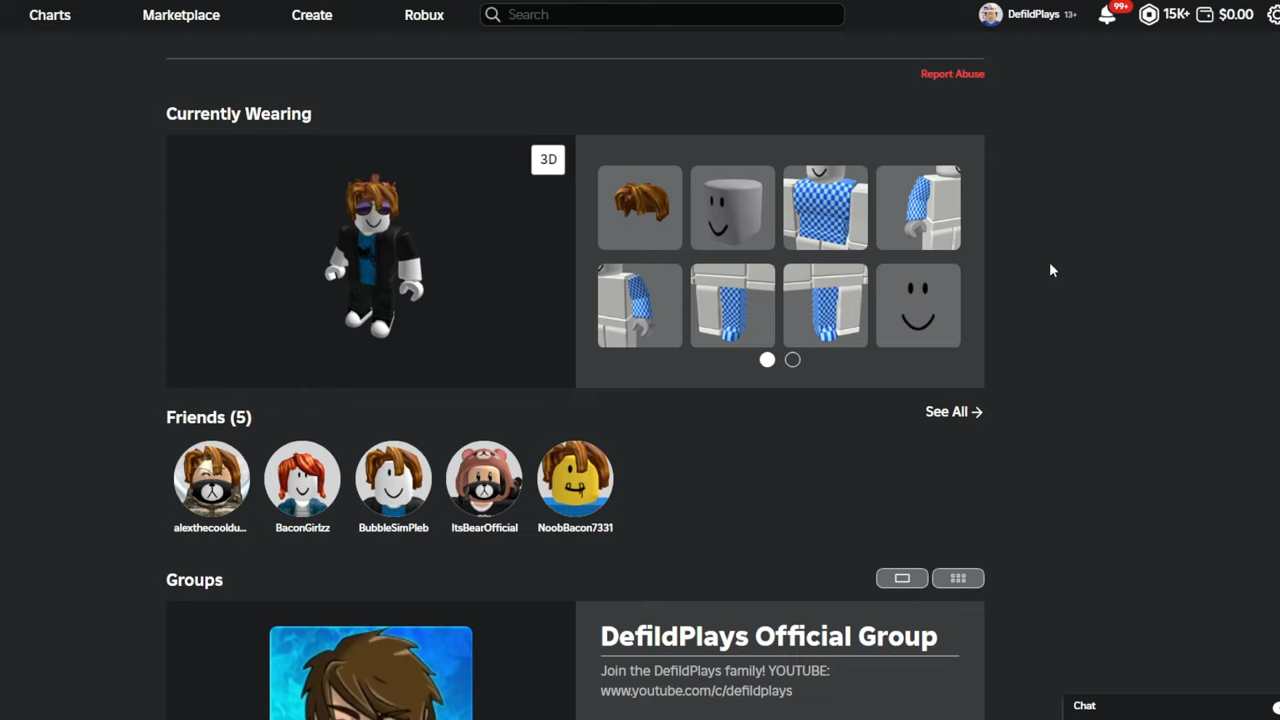 Charts Marketplace Create Robux Search DefildPlays 13+ 99+ 15K+ $0.00
Report Abuse
Currently Wearing
3D
Friends (5) See All
alexthecooldu... BaconGirlzz BubbleSimPleb ItsBearOfficial NoobBacon7331
Groups
DefildPlays Official Group
Join the DefildPlays family! YOUTUBE:
www.youtube.com/c/defildplays
Chat